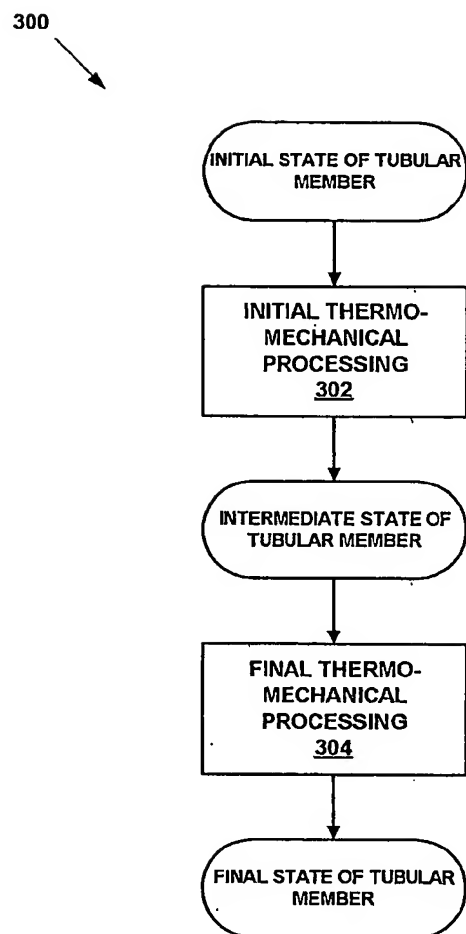 300
INITIAL STATE OF TUBULAR
MEMBER
INITIAL THERMO-
MECHANICAL
PROCESSING
302
INTERMEDIATE STATE OF
TUBULAR MEMBER
FINAL THERMO-
MECHANICAL
PROCESSING
304
FINAL STATE OF TUBULAR
MEMBER